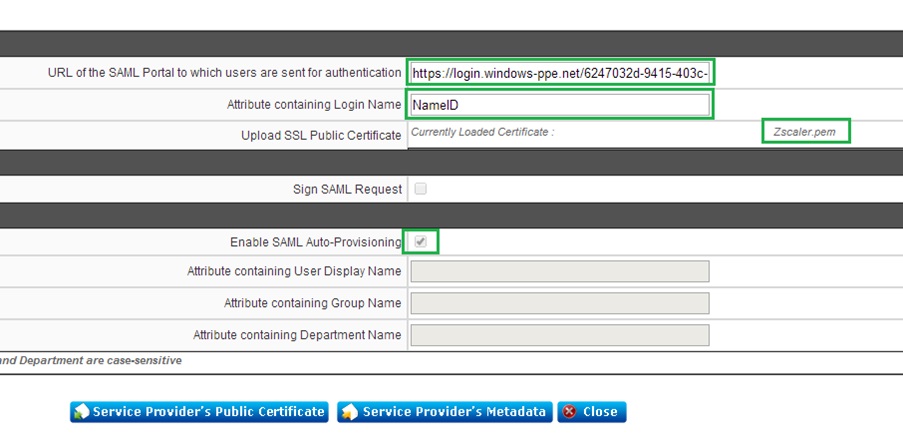 URL of the SAML Portal to which users are sent for authentication https://login.windows-ppe.net/6247032d-9415-403c-
Attribute containing Login Name NameID
Upload SSL Public Certificate Currently Loaded Certificate : Zscaler.pem
Sign SAML Request
Enable SAML Auto-Provisioning
Attribute containing User Display Name
Attribute containing Group Name
Attribute containing Department Name
and Department are case-sensitive
Service Provider's Public Certificate Service Provider's Metadata Close